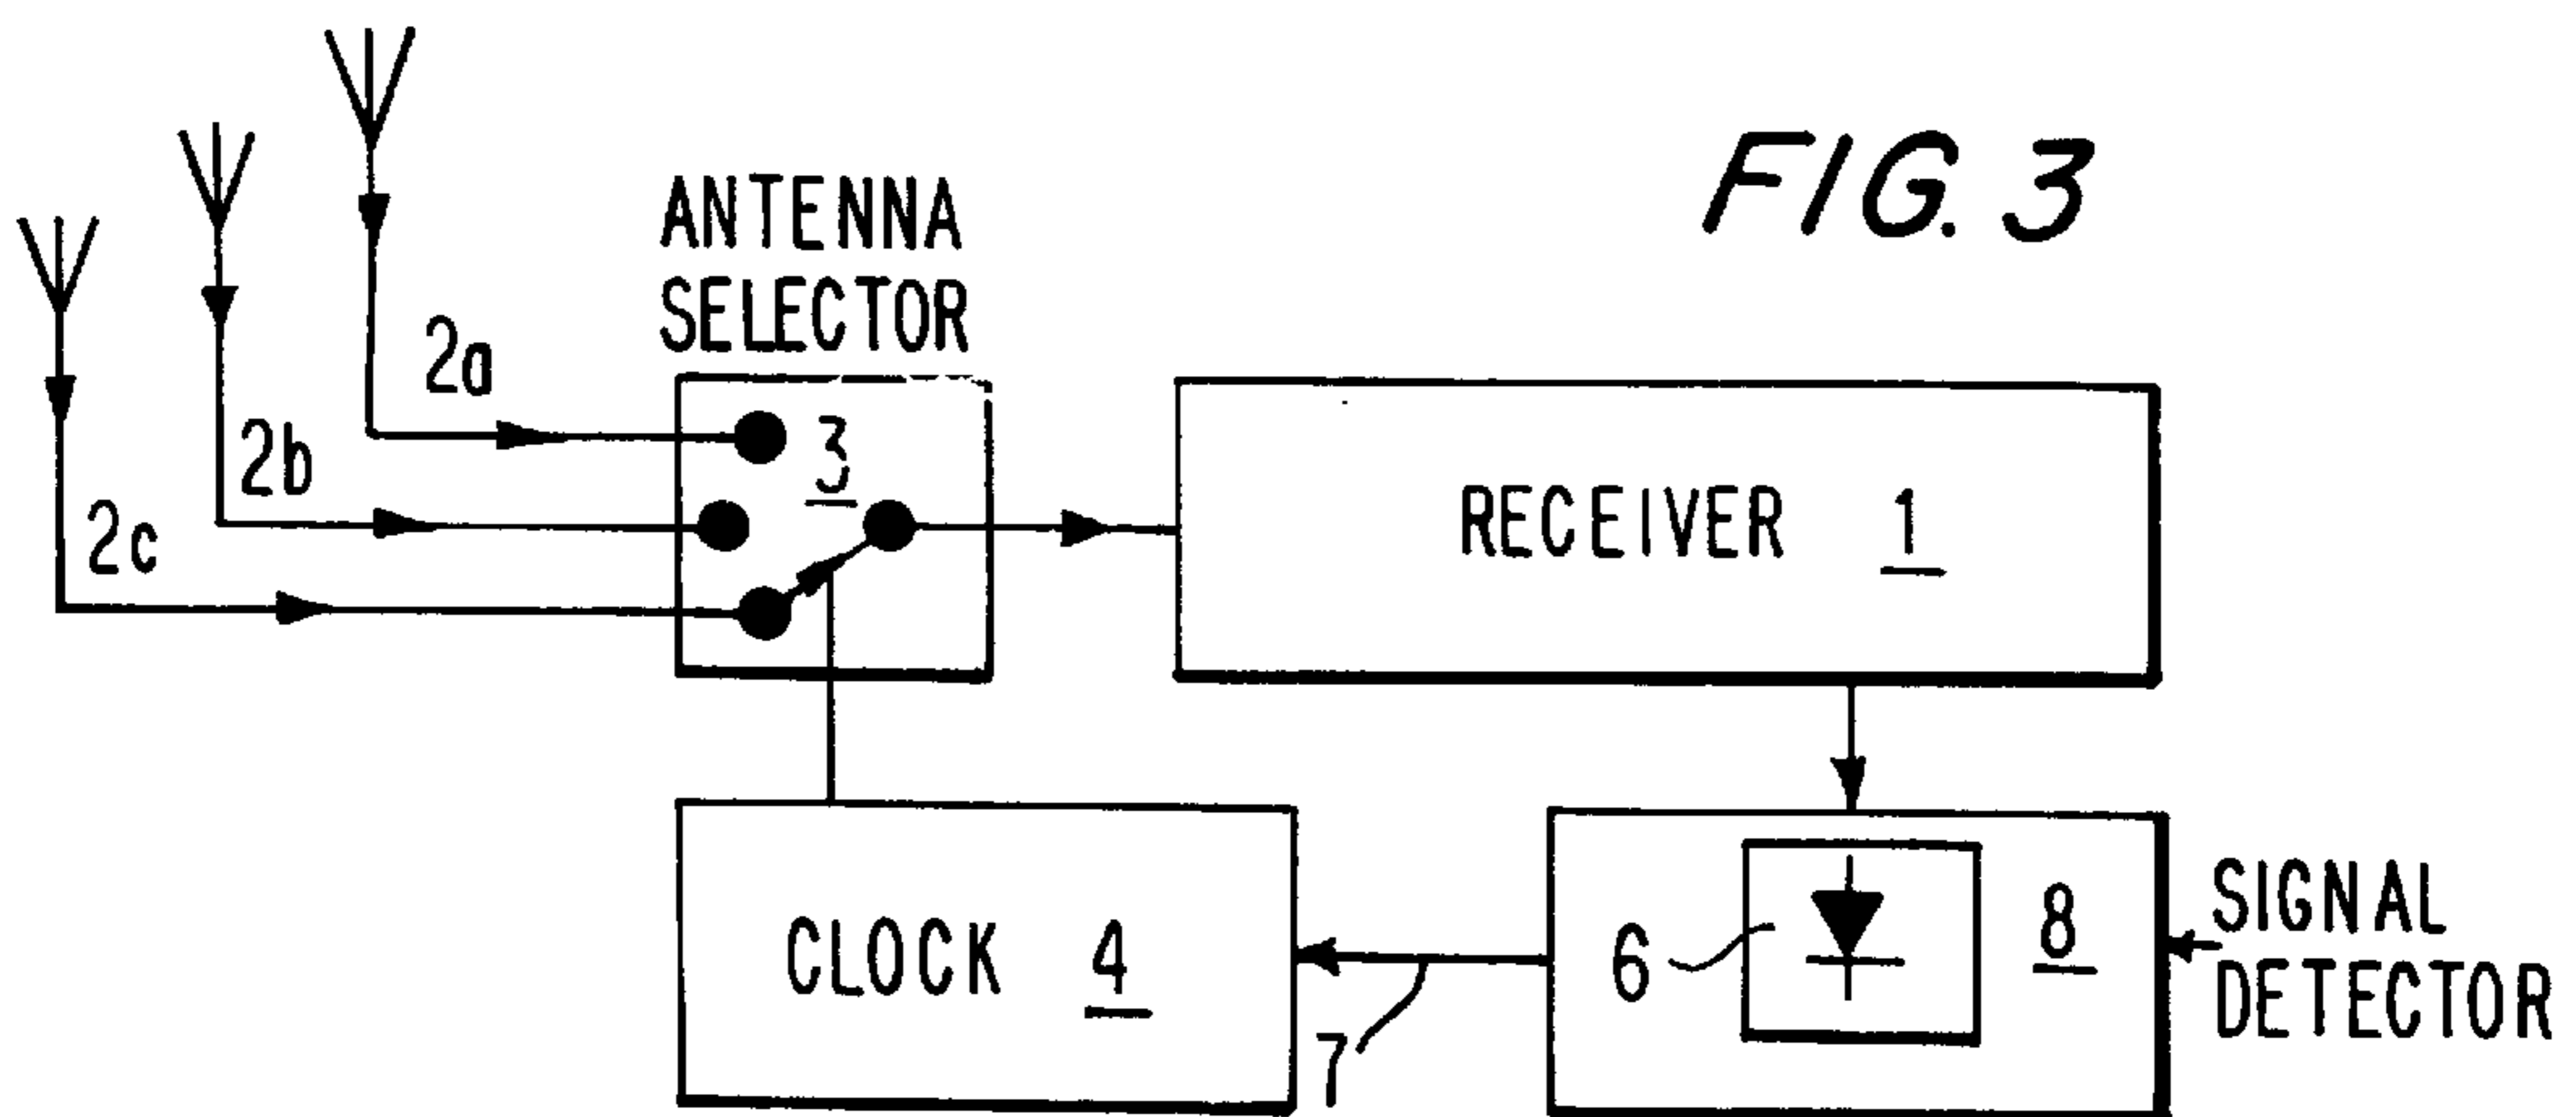 FIG. 3
ANTENNA
SELECTOR
2a
2b
2c
3
RECEIVER 1
CLOCK 4
7
6
8
SIGNAL
DETECTOR